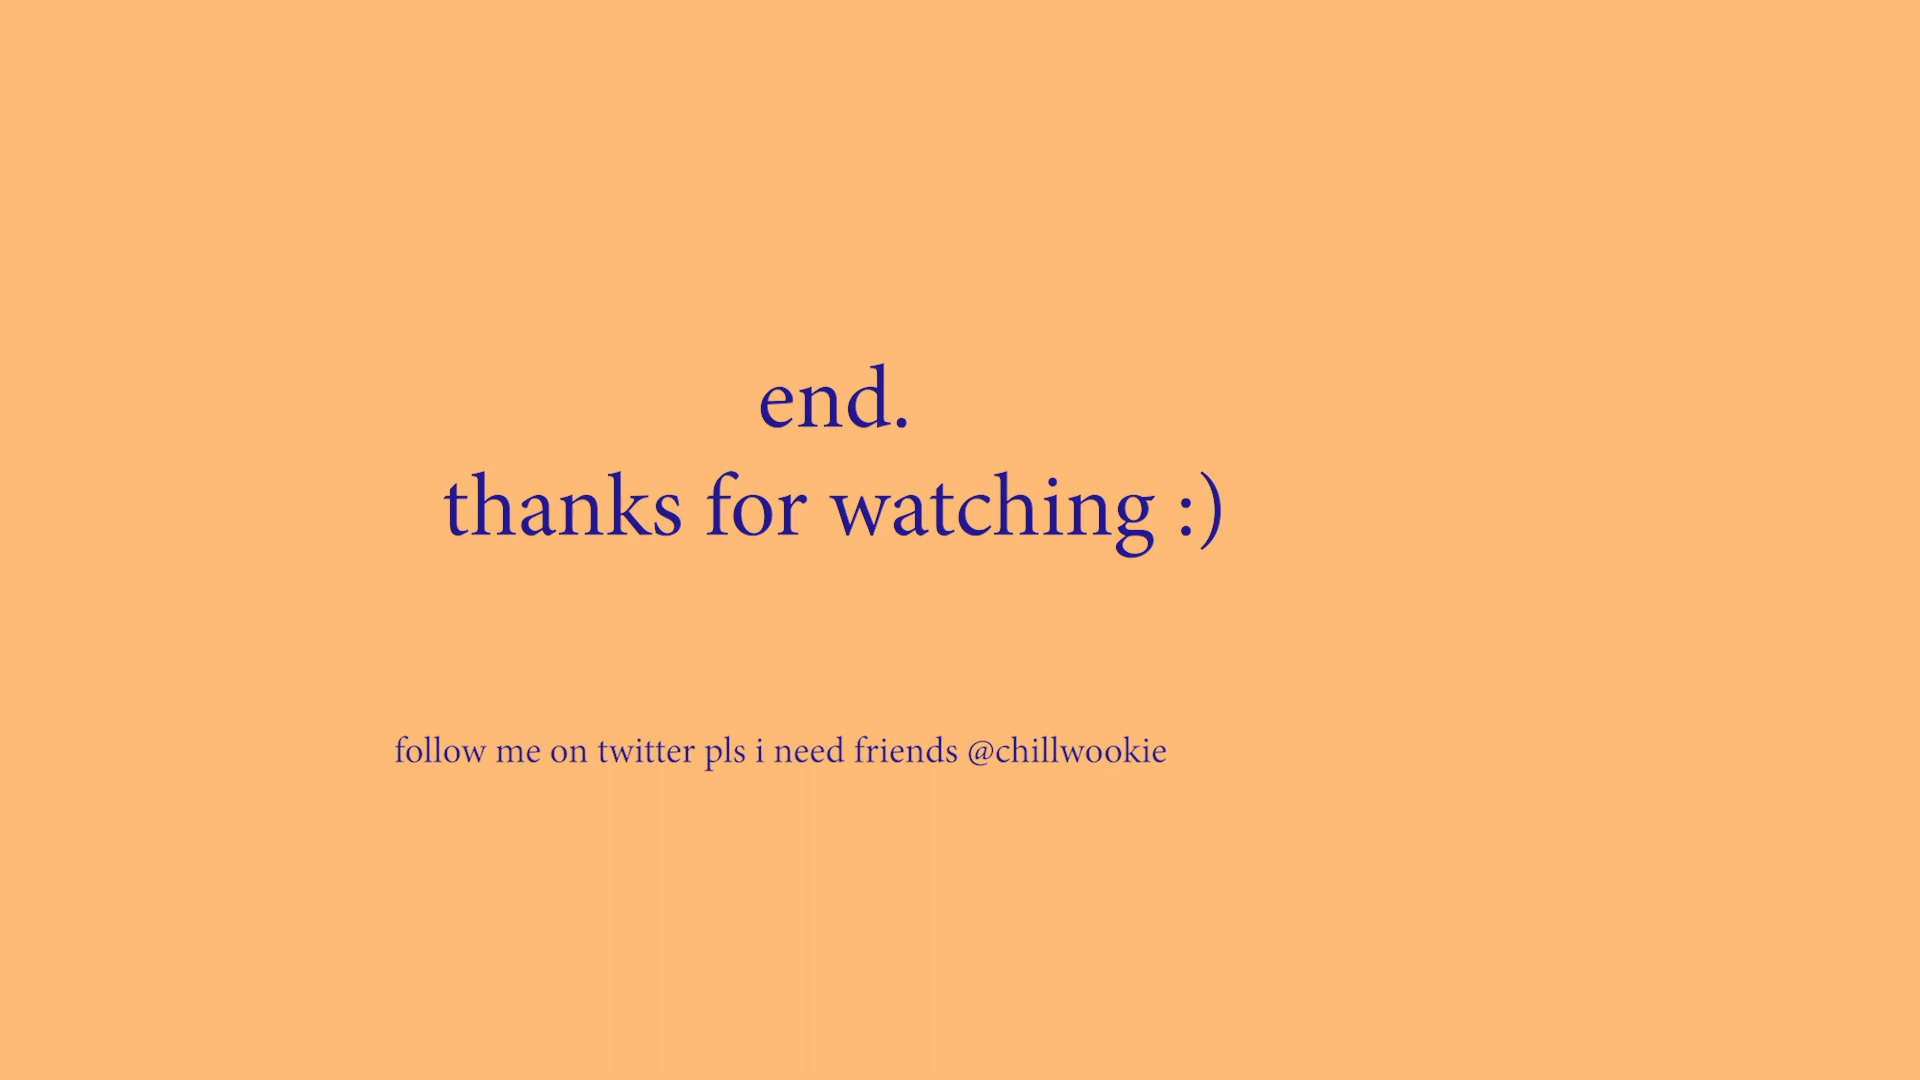 end.
thanks for watching :)
follow me on twitter pls i need friends @chillwookie